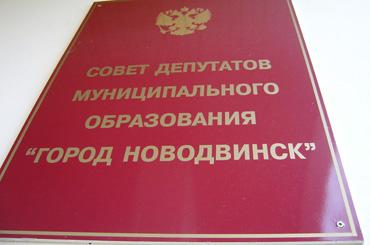 СОВЕТ ДЕПУТАТОВ
МУНИЦИПАЛЬНОГО
ОБРАЗОВАНИЯ
“ГОРОД НОВОДВИНСК”